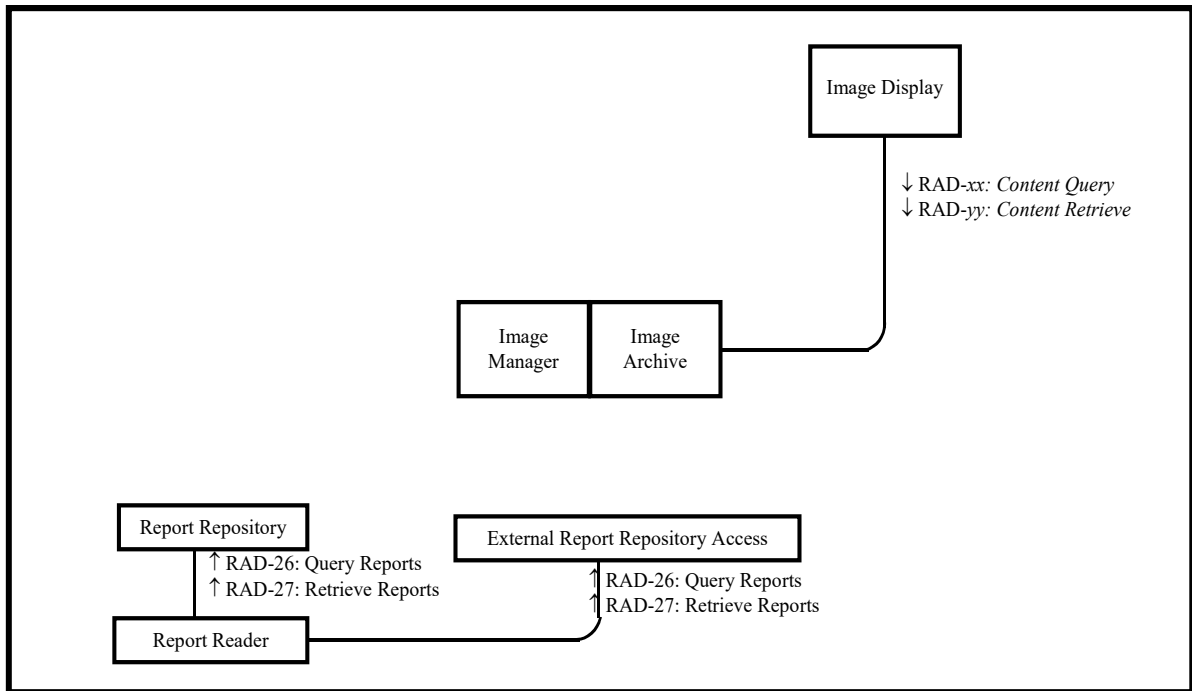 Image Display
↓ RAD-xx: Content Query
↓ RAD-yy: Content Retrieve
Image
Manager
Image
Archive
Report Repository
↑ RAD-26: Query Reports
↑ RAD-27: Retrieve Reports
External Report Repository Access
↑ RAD-26: Query Reports
↑ RAD-27: Retrieve Reports
Report Reader